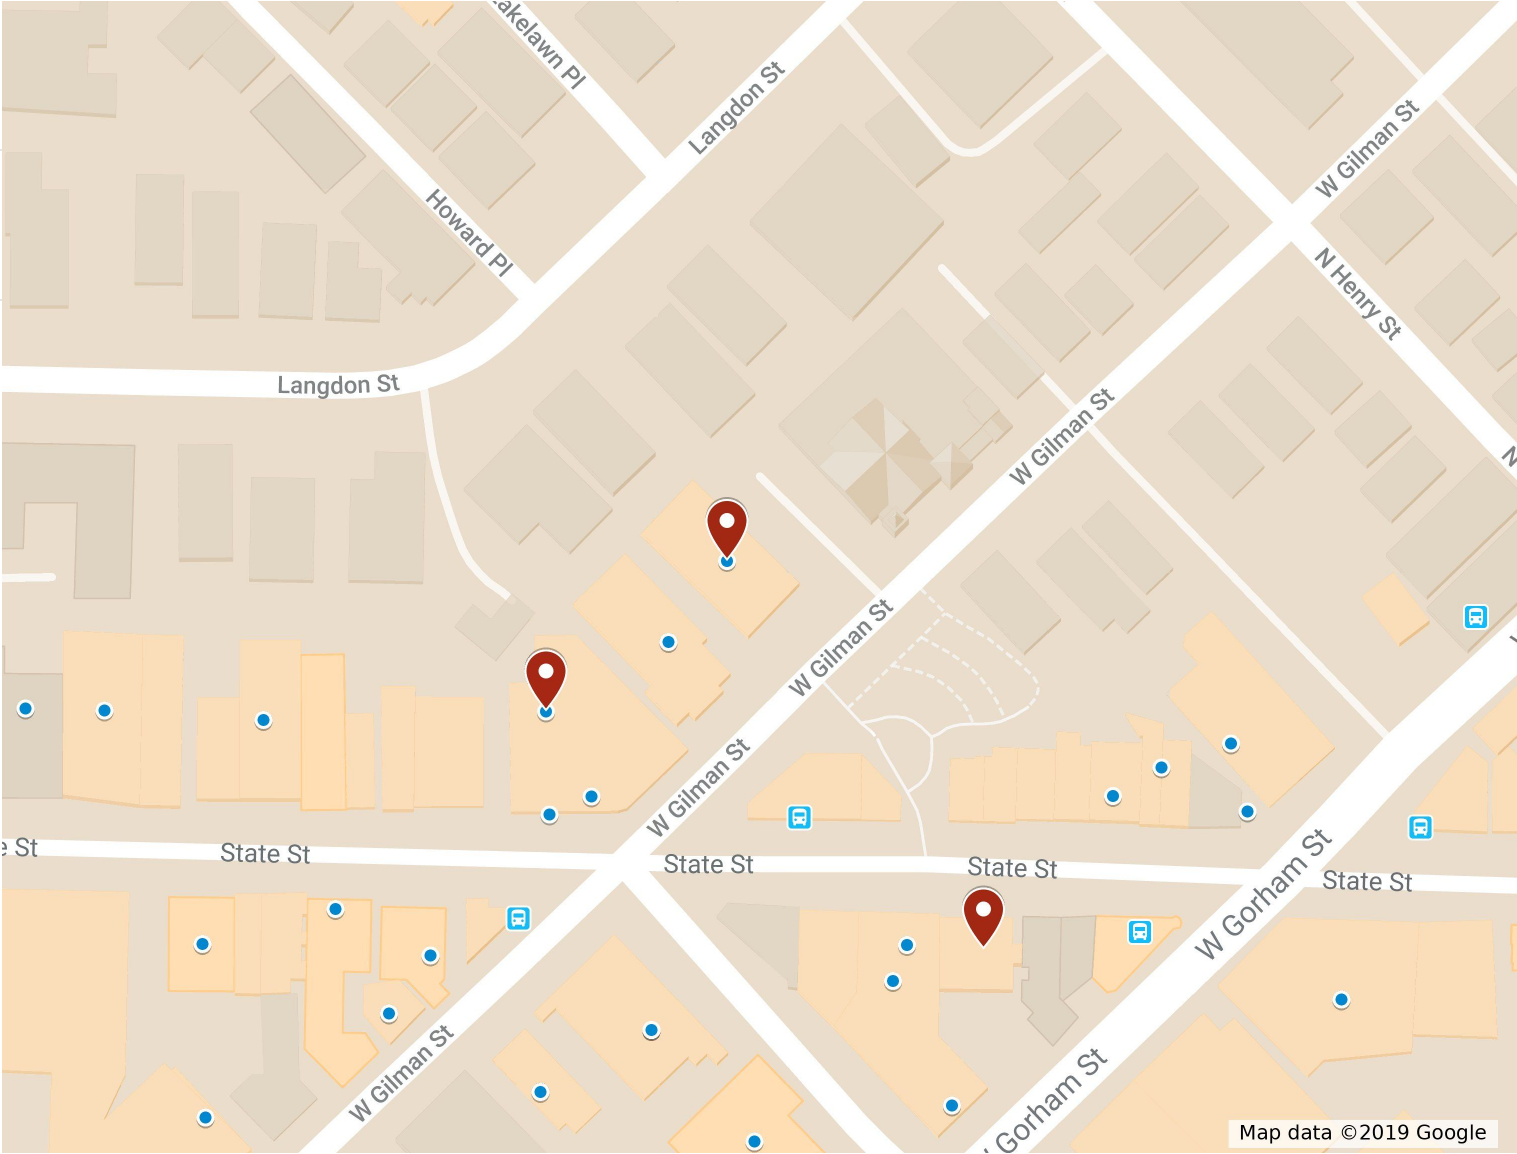 akelawn Pl
Langdon St
W Gilman St
Howard Pl
N Henry St
Langdon St
W Gilman St
N
W Gilman St
W Gilman St
e St
State St
State St
State St
State St
W Gorham St
W Gilman St
Gorham St
Map data ©2019 Google